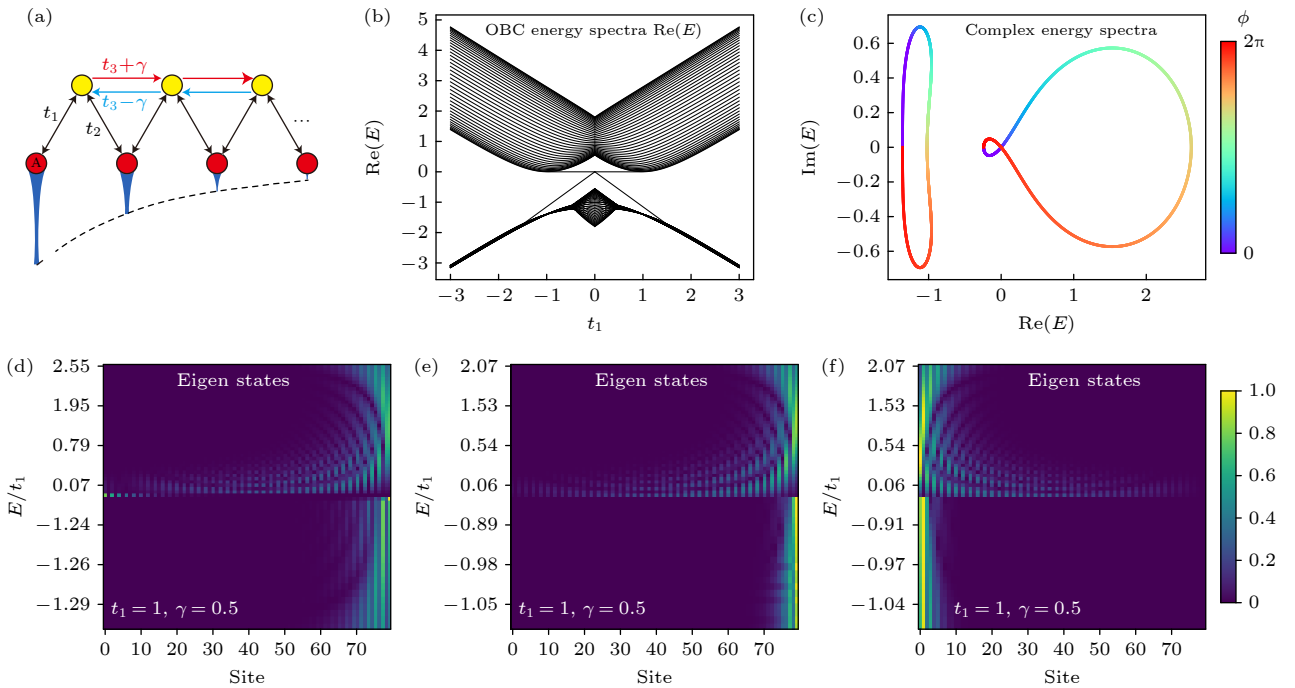 (a)
t₃+γ
t₃−γ
t₁
t₂
...
A
(b)
OBC energy spectra Re(E)
5
4
3
2
1
0
−1
−2
−3
Re(E)
−3 −2 −1 0 1 2 3
t₁
(c)
Complex energy spectra
0.6
0.4
0.2
0
−0.2
−0.4
−0.6
Im(E)
−1 0 1 2
Re(E)
ϕ
2π
0
(d)
Eigen states
2.55
1.95
0.79
0.07
−1.24
−1.26
−1.29
E/t₁
t₁ = 1, γ = 0.5
0 10 20 30 40 50 60 70
Site
(e)
Eigen states
2.07
1.53
0.54
0.06
−0.89
−0.98
−1.05
E/t₁
t₁ = 1, γ = 0.5
0 10 20 30 40 50 60 70
Site
(f)
Eigen states
2.07
1.53
0.54
0.06
−0.91
−0.97
−1.04
E/t₁
t₁ = 1, γ = 0.5
0 10 20 30 40 50 60 70
Site
1.0
0.8
0.6
0.4
0.2
0